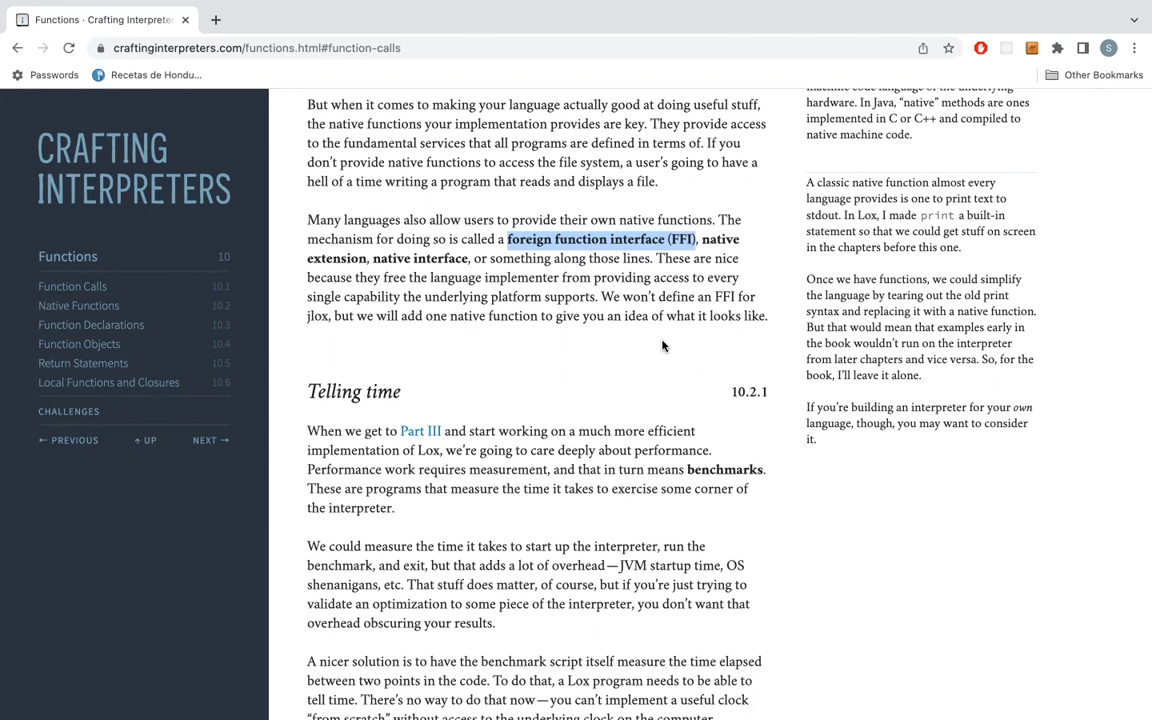 Functions · Crafting Interprete
craftinginterpreters.com/functions.html#function-calls
S
Passwords
Recetas de Hondu...
Other Bookmarks
CRAFTING
INTERPRETERS
Functions 10
Function Calls 10.1
Native Functions 10.2
Function Declarations 10.3
Function Objects 10.4
Return Statements 10.5
Local Functions and Closures 10.6
CHALLENGES
← PREVIOUS ↑ UP NEXT →
But when it comes to making your language actually good at doing useful stuff,
the native functions your implementation provides are key. They provide access
to the fundamental services that all programs are defined in terms of. If you
don’t provide native functions to access the file system, a user’s going to have a
hell of a time writing a program that reads and displays a file.
Many languages also allow users to provide their own native functions. The
mechanism for doing so is called a foreign function interface (FFI), native
extension, native interface, or something along those lines. These are nice
because they free the language implementer from providing access to every
single capability the underlying platform supports. We won’t define an FFI for
jlox, but we will add one native function to give you an idea of what it looks like.
Telling time 10.2.1
When we get to Part III and start working on a much more efficient
implementation of Lox, we’re going to care deeply about performance.
Performance work requires measurement, and that in turn means benchmarks.
These are programs that measure the time it takes to exercise some corner of
the interpreter.
We could measure the time it takes to start up the interpreter, run the
benchmark, and exit, but that adds a lot of overhead—JVM startup time, OS
shenanigans, etc. That stuff does matter, of course, but if you’re just trying to
validate an optimization to some piece of the interpreter, you don’t want that
overhead obscuring your results.
A nicer solution is to have the benchmark script itself measure the time elapsed
between two points in the code. To do that, a Lox program needs to be able to
tell time. There’s no way to do that now—you can’t implement a useful clock
“from scratch” without access to the underlying clock on the computer.
machine code language of the underlying
hardware. In Java, “native” methods are ones
implemented in C or C++ and compiled to
native machine code.
A classic native function almost every
language provides is one to print text to
stdout. In Lox, I made print a built-in
statement so that we could get stuff on screen
in the chapters before this one.
Once we have functions, we could simplify
the language by tearing out the old print
syntax and replacing it with a native function.
But that would mean that examples early in
the book wouldn’t run on the interpreter
from later chapters and vice versa. So, for the
book, I’ll leave it alone.
If you’re building an interpreter for your own
language, though, you may want to consider
it.